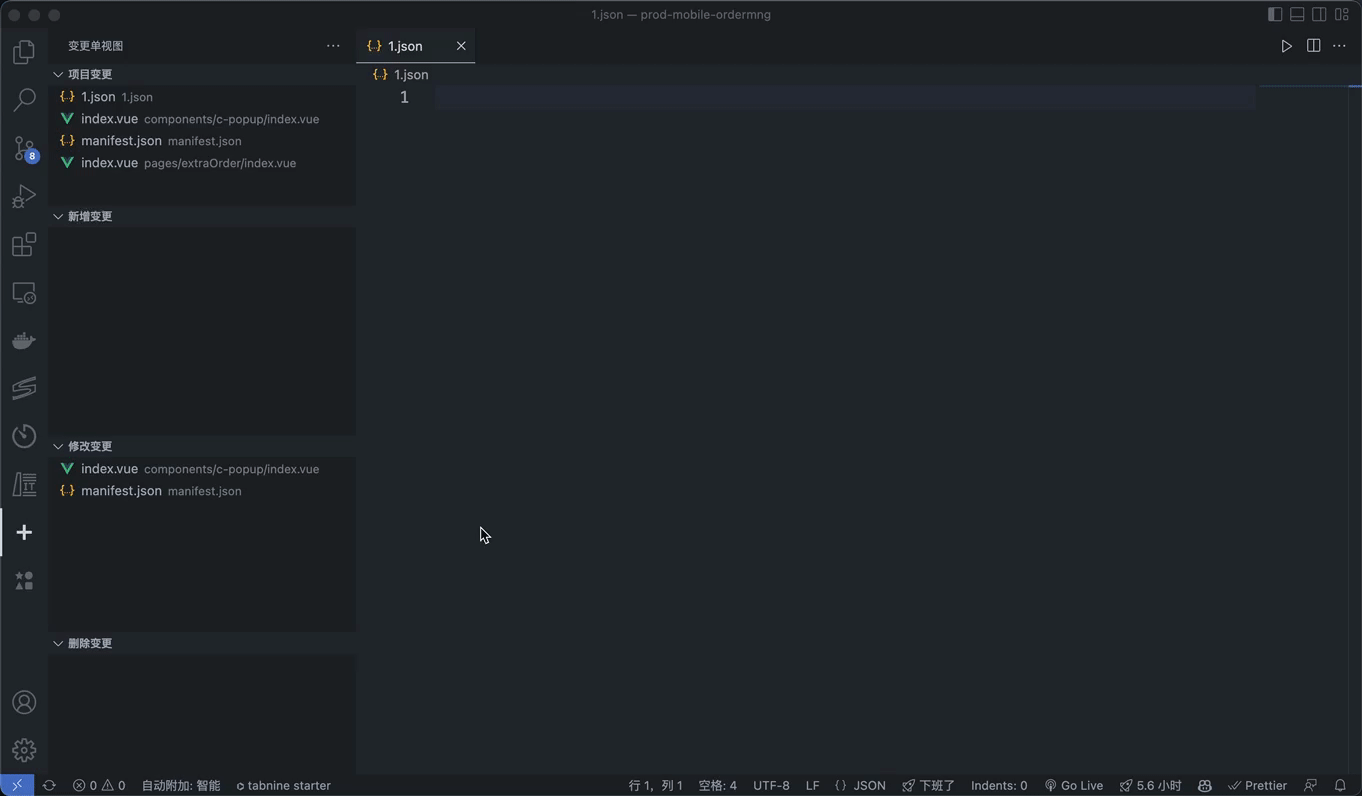 1.json — prod-mobile-ordermng
变更单视图
1.json
项目变更
1.json
1.json 1.json
1
index.vue components/c-popup/index.vue
manifest.json manifest.json
8
index.vue pages/extraOrder/index.vue
新增变更
修改变更
index.vue components/c-popup/index.vue
IT
manifest.json manifest.json
删除变更
0 0 自动附加: 智能 tabnine starter 行 1，列 1 空格: 4 UTF-8 LF {} JSON 下班了 Indents: 0 Go Live 5.6 小时 Prettier